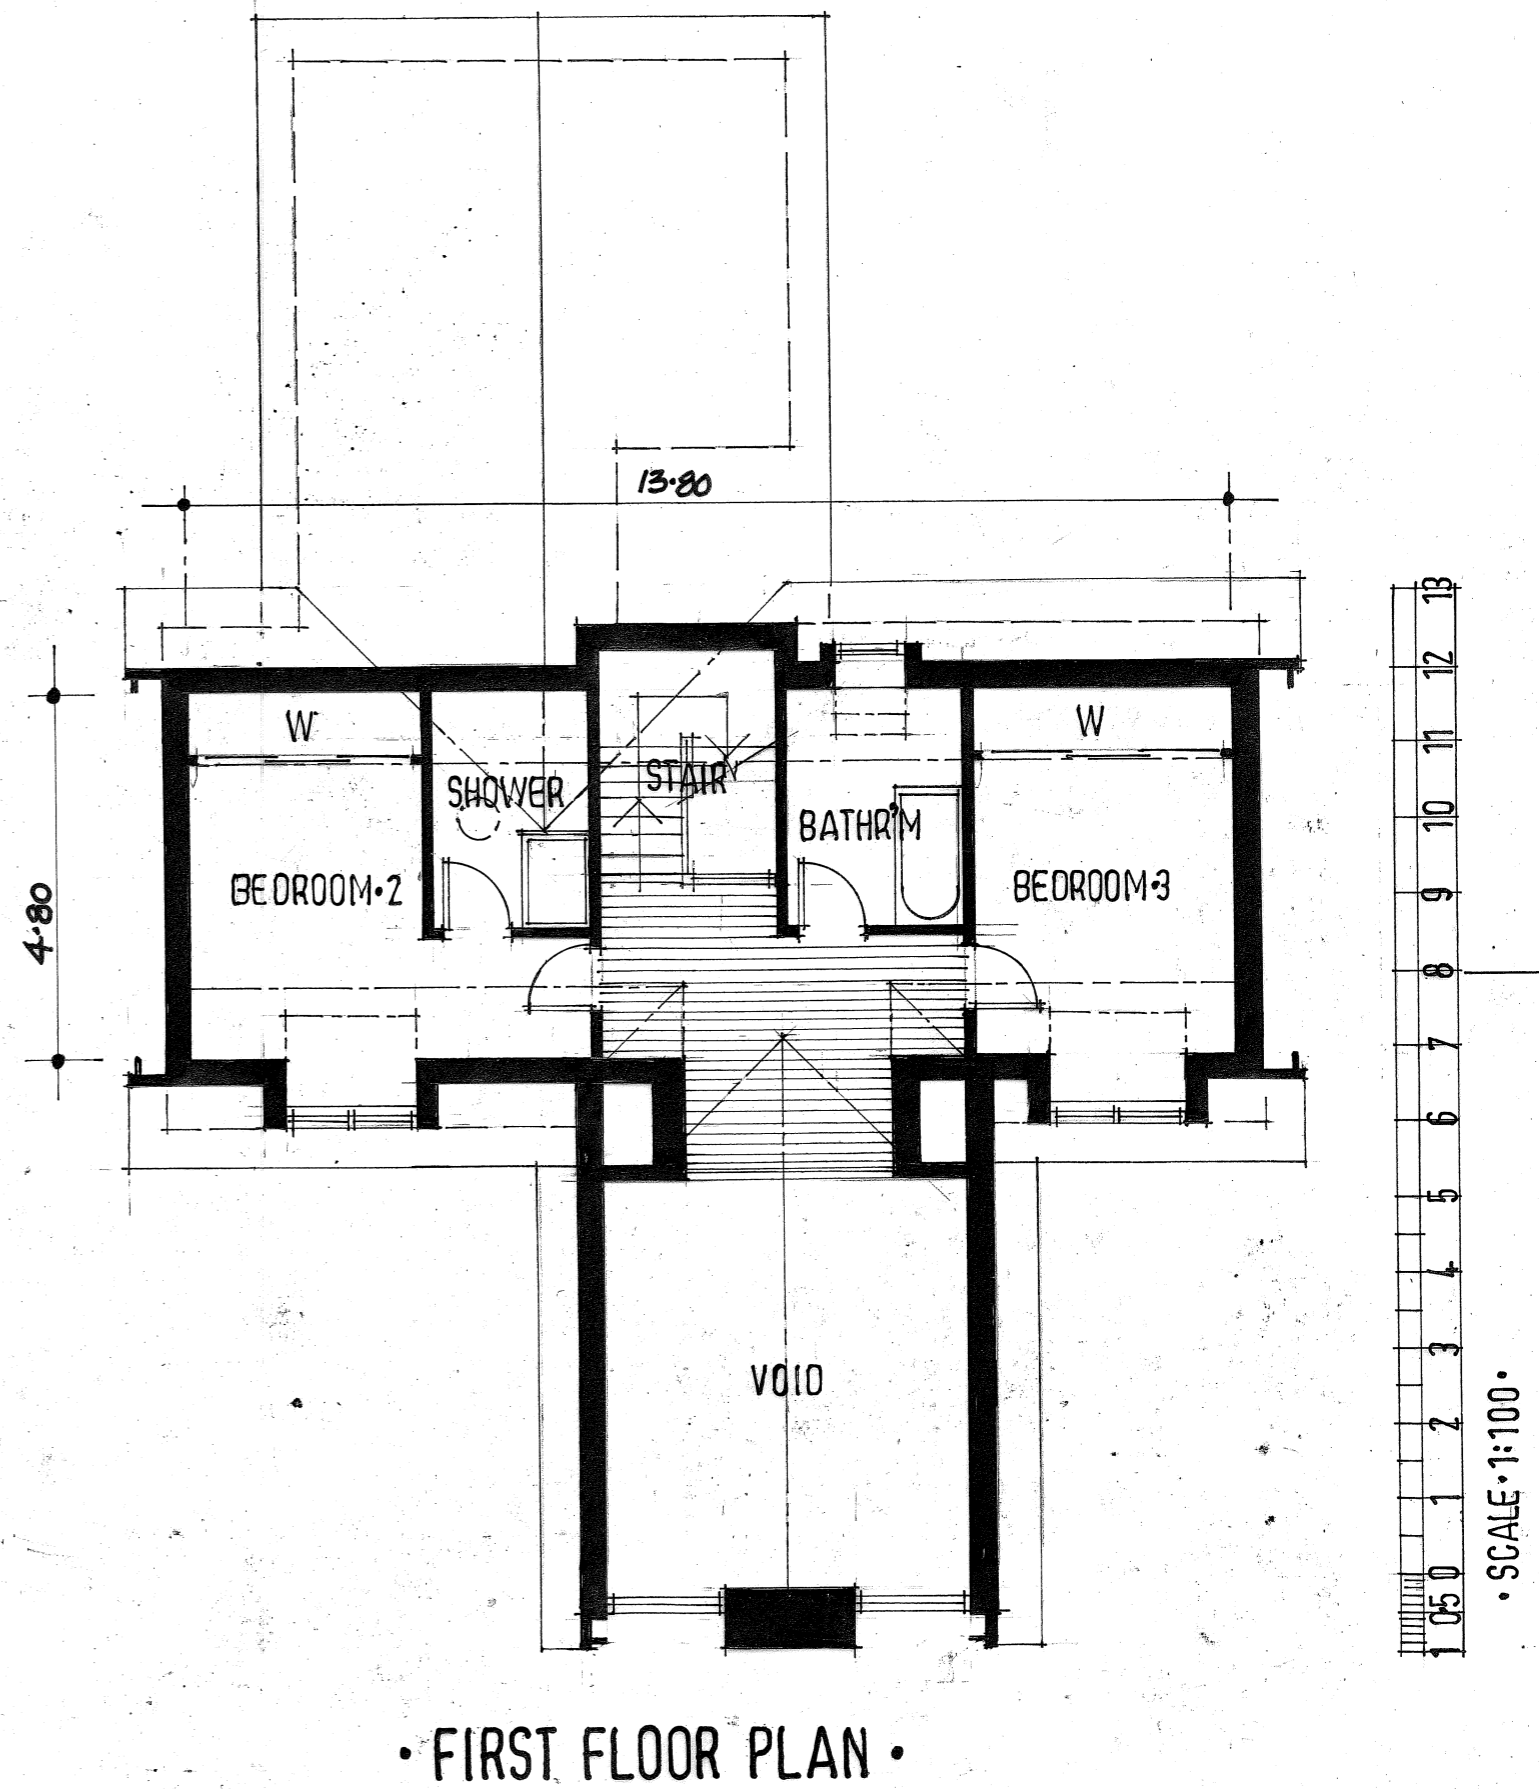 13·80
W
W
SHOWER
STAIR
BATHR'M
BEDROOM·2
BEDROOM·3
4·80
VOID
13
12
11
10
9
8
7
6
5
4
3
2
1
0
0·5
1
·SCALE·1:100·
·FIRST FLOOR PLAN·